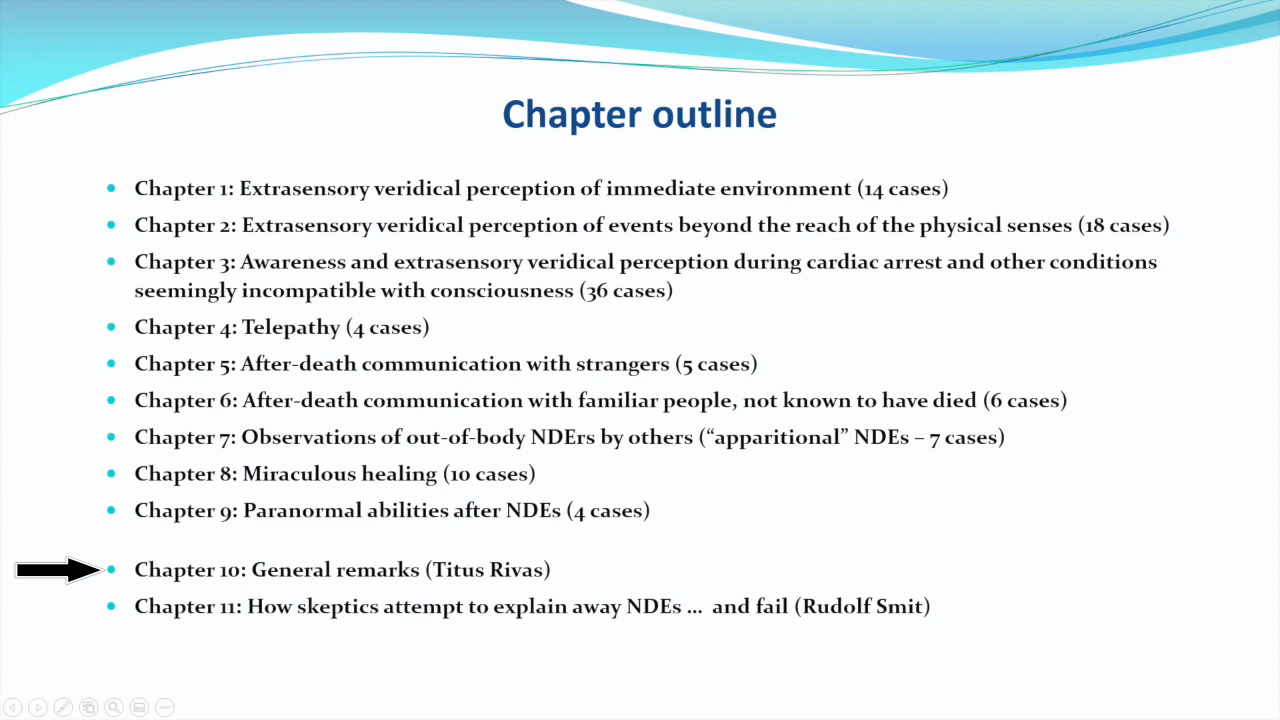 Chapter outline
Chapter 1: Extrasensory veridical perception of immediate environment (14 cases)
Chapter 2: Extrasensory veridical perception of events beyond the reach of the physical senses (18 cases)
Chapter 3: Awareness and extrasensory veridical perception during cardiac arrest and other conditions
seemingly incompatible with consciousness (36 cases)
Chapter 4: Telepathy (4 cases)
Chapter 5: After-death communication with strangers (5 cases)
Chapter 6: After-death communication with familiar people, not known to have died (6 cases)
Chapter 7: Observations of out-of-body NDErs by others (“apparitional” NDEs – 7 cases)
Chapter 8: Miraculous healing (10 cases)
Chapter 9: Paranormal abilities after NDEs (4 cases)
Chapter 10: General remarks (Titus Rivas)
Chapter 11: How skeptics attempt to explain away NDEs ... and fail (Rudolf Smit)